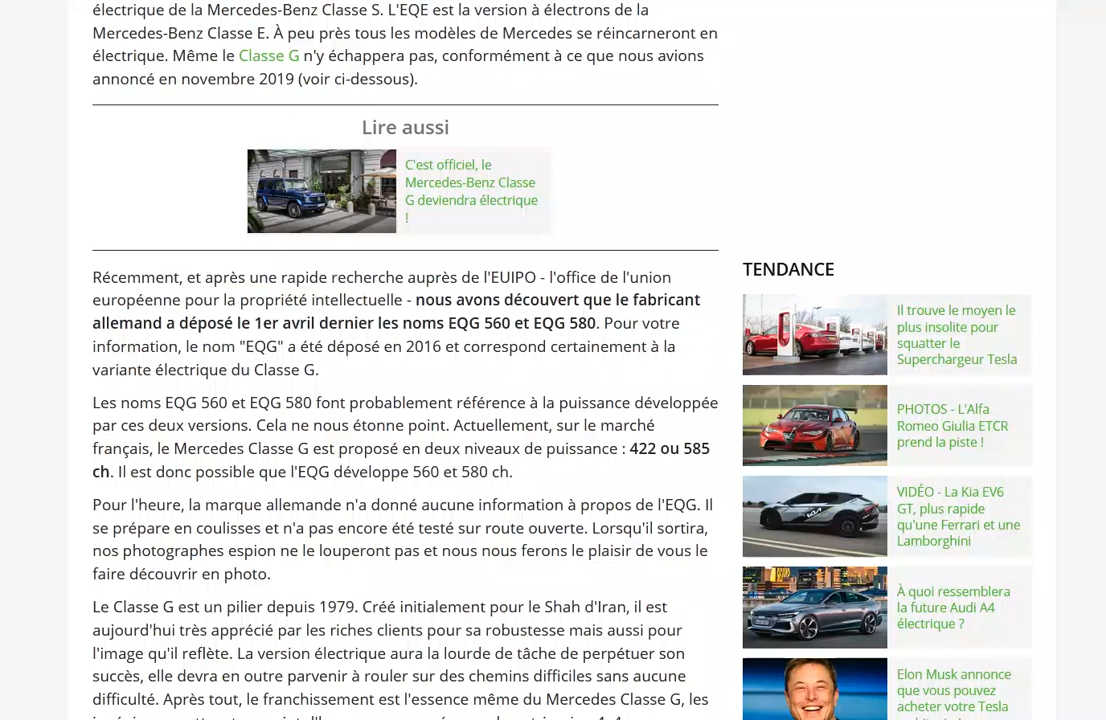 électrique de la Mercedes-Benz Classe S. L'EQE est la version à électrons de la
Mercedes-Benz Classe E. À peu près tous les modèles de Mercedes se réincarneront en
électrique. Même le Classe G n'y échappera pas, conformément à ce que nous avions
annoncé en novembre 2019 (voir ci-dessous).
Lire aussi
C'est officiel, le
Mercedes-Benz Classe
G deviendra électrique
!
Récemment, et après une rapide recherche auprès de l'EUIPO - l'office de l'union
européenne pour la propriété intellectuelle - nous avons découvert que le fabricant
allemand a déposé le 1er avril dernier les noms EQG 560 et EQG 580. Pour votre
information, le nom "EQG" a été déposé en 2016 et correspond certainement à la
variante électrique du Classe G.
Les noms EQG 560 et EQG 580 font probablement référence à la puissance développée
par ces deux versions. Cela ne nous étonne point. Actuellement, sur le marché
français, le Mercedes Classe G est proposé en deux niveaux de puissance : 422 ou 585
ch. Il est donc possible que l'EQG développe 560 et 580 ch.
Pour l'heure, la marque allemande n'a donné aucune information à propos de l'EQG. Il
se prépare en coulisses et n'a pas encore été testé sur route ouverte. Lorsqu'il sortira,
nos photographes espion ne le louperont pas et nous nous ferons le plaisir de vous le
faire découvrir en photo.
Le Classe G est un pilier depuis 1979. Créé initialement pour le Shah d'Iran, il est
aujourd'hui très apprécié par les riches clients pour sa robustesse mais aussi pour
l'image qu'il reflète. La version électrique aura la lourde de tâche de perpétuer son
succès, elle devra en outre parvenir à rouler sur des chemins difficiles sans aucune
difficulté. Après tout, le franchissement est l'essence même du Mercedes Classe G, les
TENDANCE
Il trouve le moyen le
plus insolite pour
squatter le
Superchargeur Tesla
PHOTOS - L'Alfa
Romeo Giulia ETCR
prend la piste !
VIDÉO - La Kia EV6
GT, plus rapide
qu'une Ferrari et une
Lamborghini
À quoi ressemblera
la future Audi A4
électrique ?
Elon Musk annonce
que vous pouvez
acheter votre Tesla